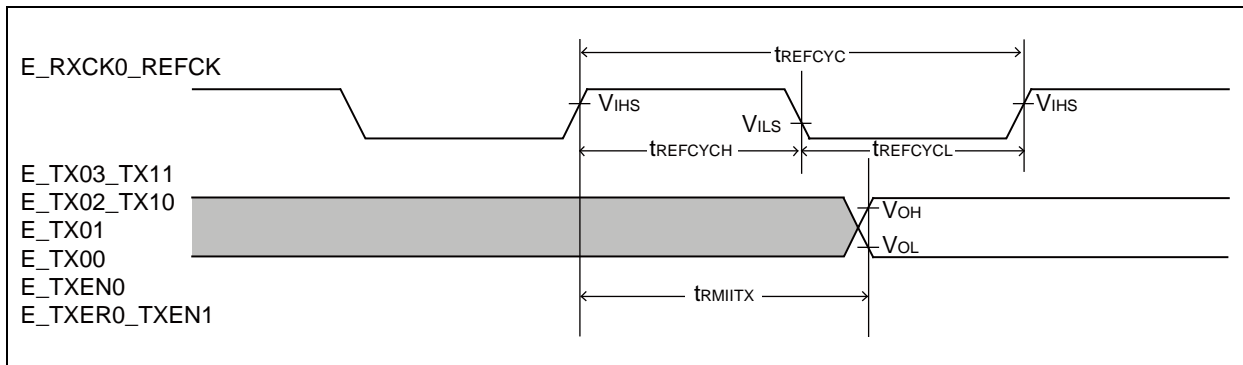 tREFCYC
E_RXCK0_REFCK
VIHS
VIHS
VILS
tREFCYCH
tREFCYCL
E_TX03_TX11
E_TX02_TX10
VOH
E_TX01
VOL
E_TX00
E_TXEN0
tRMIITX
E_TXER0_TXEN1